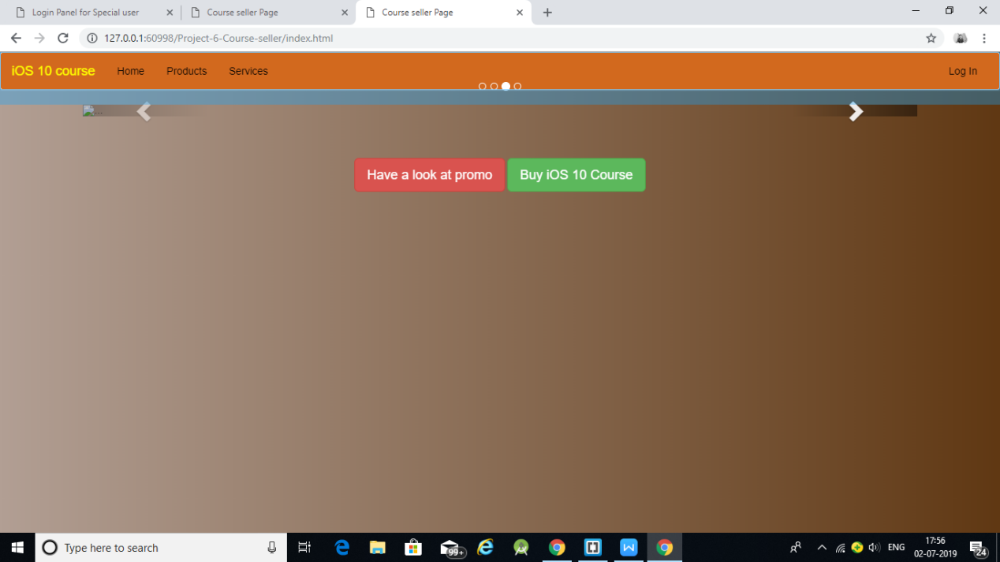 Login Panel for Special user
Course seller Page
Course seller Page
127.0.0.1:60998/Project-6-Course-seller/index.html
iOS 10 course
Home
Products
Services
Log In
...
Have a look at promo
Buy iOS 10 Course
Type here to search
99+
ENG
17:56
02-07-2019
24